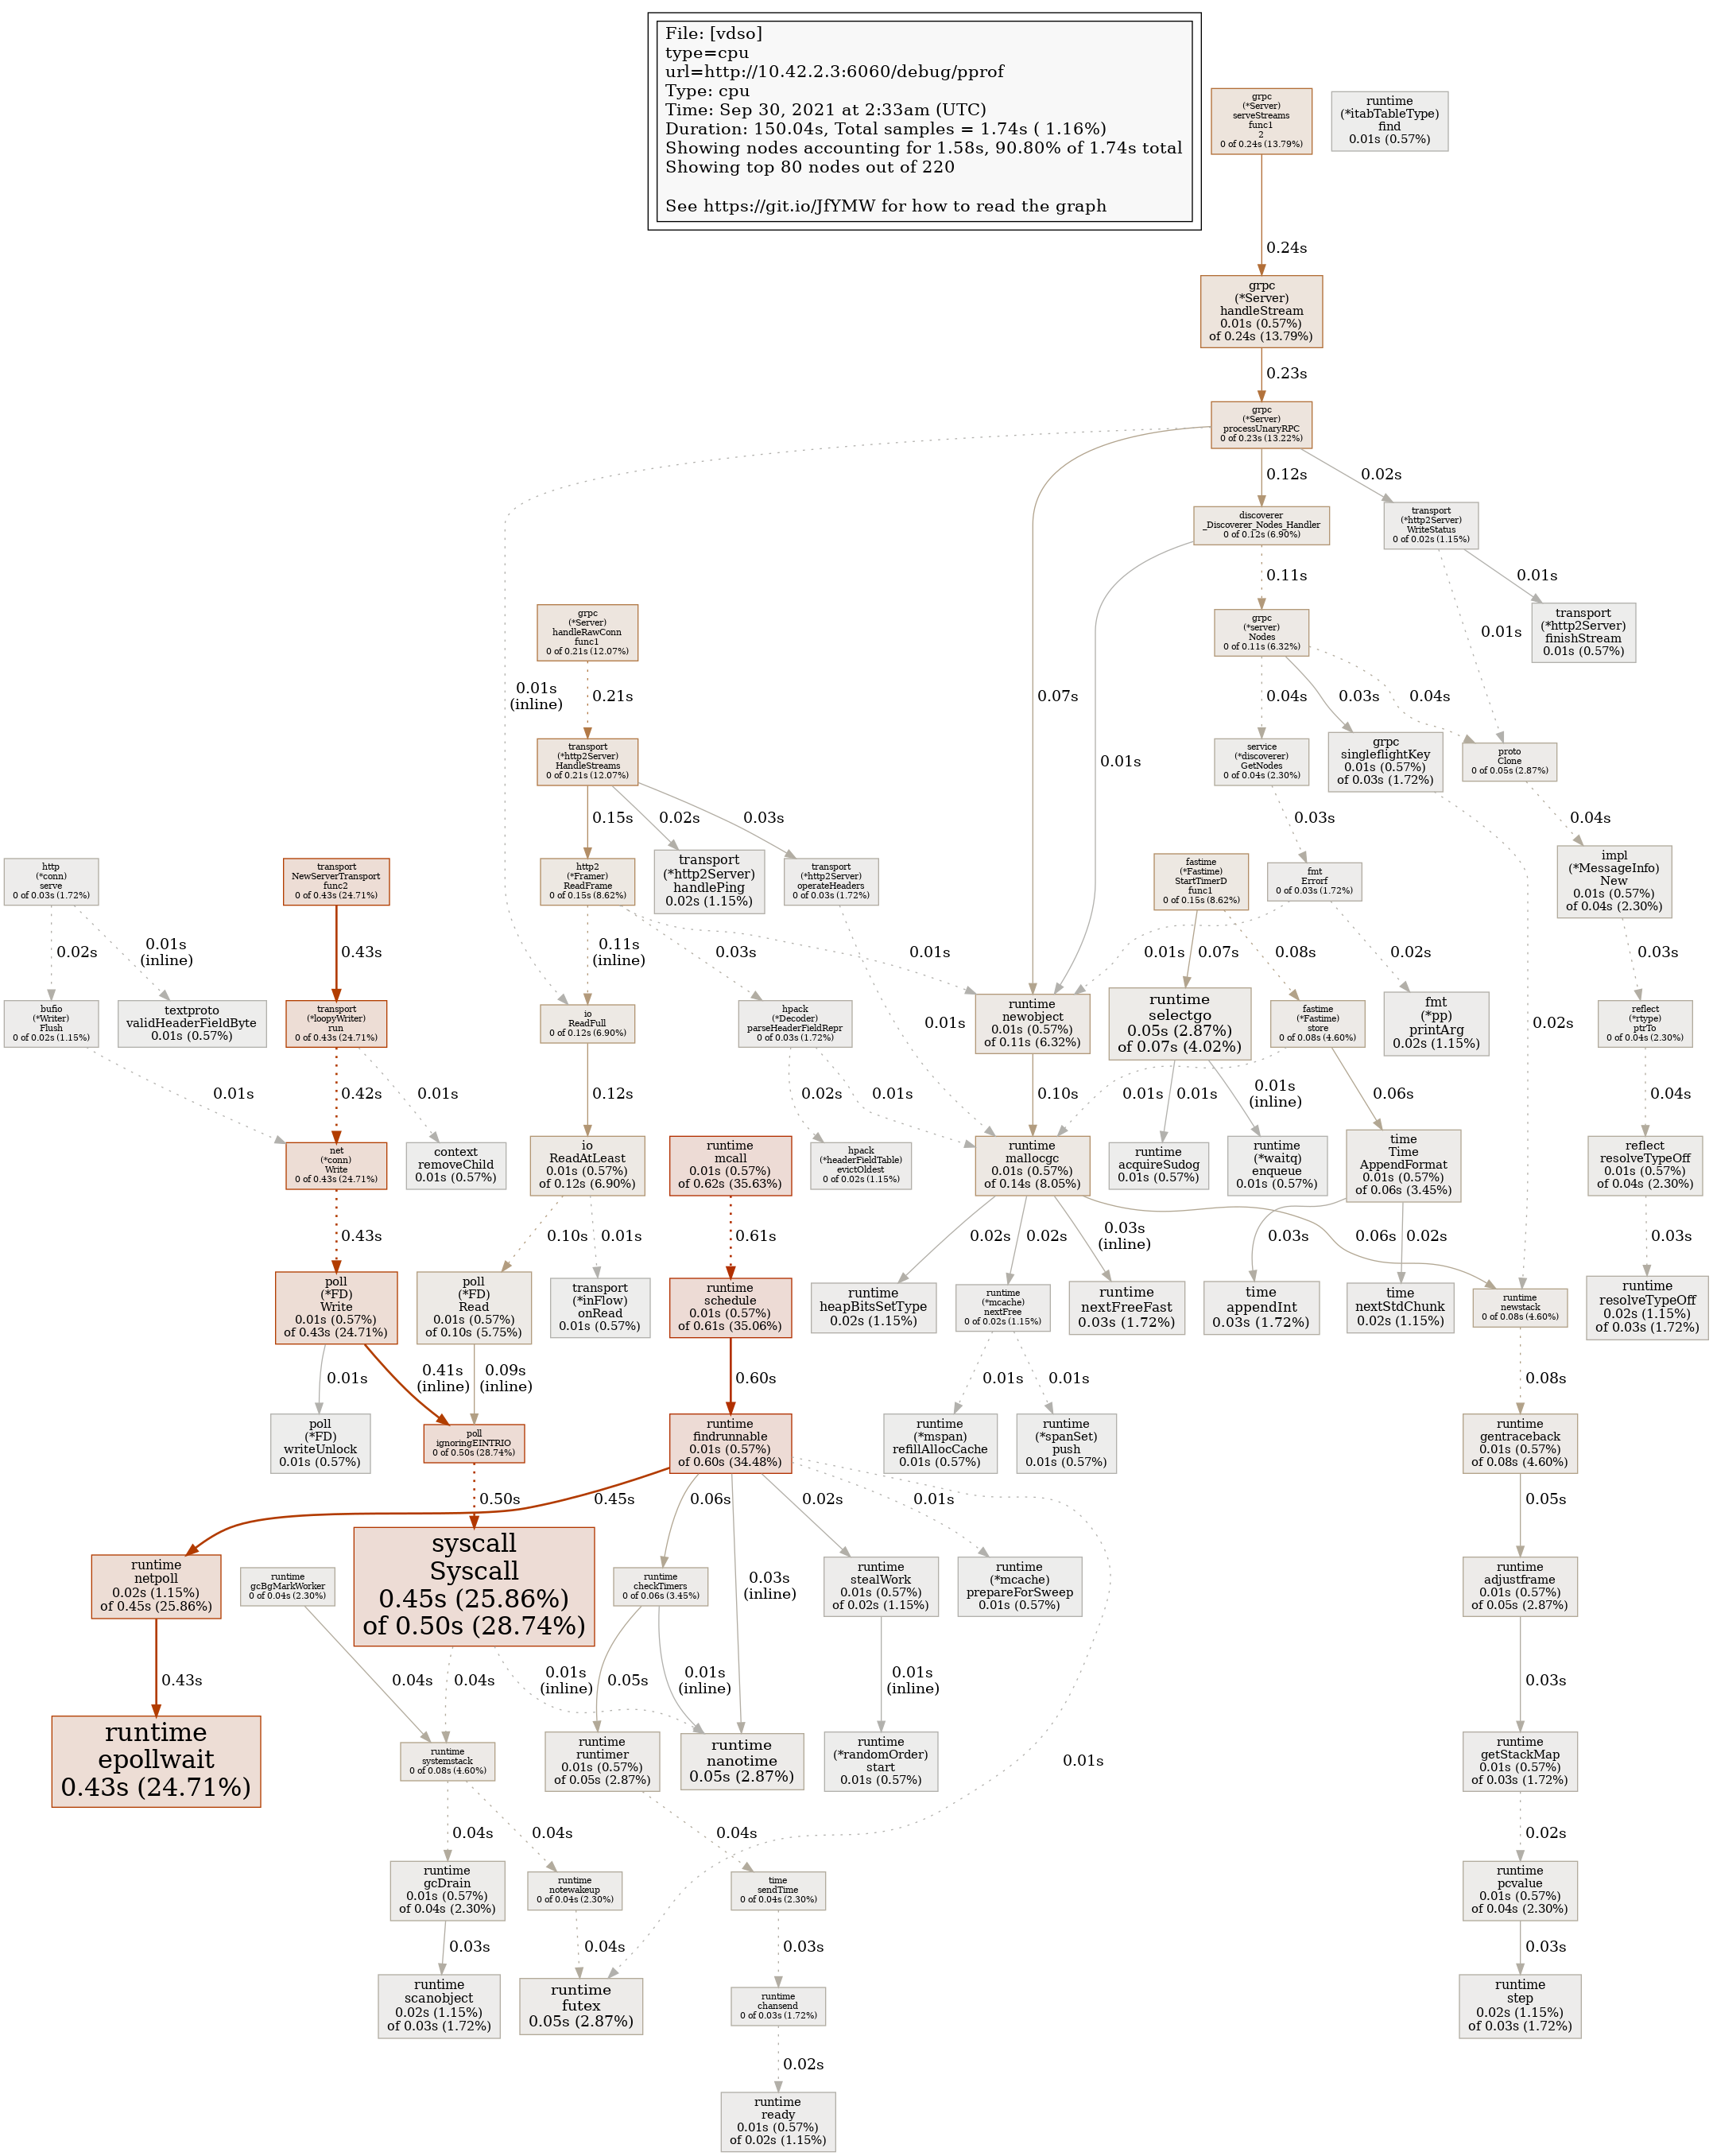 File: [vdso]
type=cpu
url=http://10.42.2.3:6060/debug/pprof
Type: cpu
Time: Sep 30, 2021 at 2:33am (UTC)
Duration: 150.04s, Total samples = 1.74s ( 1.16%)
Showing nodes accounting for 1.58s, 90.80% of 1.74s total
Showing top 80 nodes out of 220
See https://git.io/JfYMW for how to read the graph
grpc
(*Server)
serveStreams
func1
2
0 of 0.24s (13.79%)
runtime
(*itabTableType)
find
0.01s (0.57%)
0.24s
grpc
(*Server)
handleStream
0.01s (0.57%)
of 0.24s (13.79%)
0.23s
grpc
(*Server)
processUnaryRPC
0 of 0.23s (13.22%)
0.12s
0.02s
discoverer
_Discoverer_Nodes_Handler
0 of 0.12s (6.90%)
transport
(*http2Server)
WriteStatus
0 of 0.02s (1.15%)
0.11s
0.01s
grpc
(*Server)
handleRawConn
func1
0 of 0.21s (12.07%)
grpc
(*server)
Nodes
0 of 0.11s (6.32%)
transport
(*http2Server)
finishStream
0.01s (0.57%)
0.01s
0.01s
(inline)
0.21s
0.07s
0.04s
0.03s
0.04s
transport
(*http2Server)
HandleStreams
0 of 0.21s (12.07%)
0.01s
service
(*discoverer)
GetNodes
0 of 0.04s (2.30%)
grpc
singleflightKey
0.01s (0.57%)
of 0.03s (1.72%)
proto
Clone
0 of 0.05s (2.87%)
0.15s
0.02s
0.03s
0.03s
0.04s
http
(*conn)
serve
0 of 0.03s (1.72%)
transport
NewServerTransport
func2
0 of 0.43s (24.71%)
http2
(*Framer)
ReadFrame
0 of 0.15s (8.62%)
transport
(*http2Server)
handlePing
0.02s (1.15%)
transport
(*http2Server)
operateHeaders
0 of 0.03s (1.72%)
fastime
(*Fastime)
StartTimerD
func1
0 of 0.15s (8.62%)
fmt
Errorf
0 of 0.03s (1.72%)
impl
(*MessageInfo)
New
0.01s (0.57%)
of 0.04s (2.30%)
0.02s
0.01s
(inline)
0.43s
0.11s
(inline)
0.03s
0.01s
0.01s
0.07s
0.08s
0.02s
0.03s
bufio
(*Writer)
Flush
0 of 0.02s (1.15%)
textproto
validHeaderFieldByte
0.01s (0.57%)
transport
(*loopyWriter)
run
0 of 0.43s (24.71%)
io
ReadFull
0 of 0.12s (6.90%)
hpack
(*Decoder)
parseHeaderFieldRepr
0 of 0.03s (1.72%)
0.01s
runtime
newobject
0.01s (0.57%)
of 0.11s (6.32%)
runtime
selectgo
0.05s (2.87%)
of 0.07s (4.02%)
fastime
(*Fastime)
store
0 of 0.08s (4.60%)
fmt
(*pp)
printArg
0.02s (1.15%)
0.02s
reflect
(*rtype)
ptrTo
0 of 0.04s (2.30%)
0.01s
0.42s
0.01s
0.12s
0.02s
0.01s
0.10s
0.01s
0.01s
0.01s
(inline)
0.06s
0.04s
net
(*conn)
Write
0 of 0.43s (24.71%)
context
removeChild
0.01s (0.57%)
io
ReadAtLeast
0.01s (0.57%)
of 0.12s (6.90%)
runtime
mcall
0.01s (0.57%)
of 0.62s (35.63%)
hpack
(*headerFieldTable)
evictOldest
0 of 0.02s (1.15%)
runtime
mallocgc
0.01s (0.57%)
of 0.14s (8.05%)
runtime
acquireSudog
0.01s (0.57%)
runtime
(*waitq)
enqueue
0.01s (0.57%)
time
Time
AppendFormat
0.01s (0.57%)
of 0.06s (3.45%)
reflect
resolveTypeOff
0.01s (0.57%)
of 0.04s (2.30%)
0.43s
0.10s
0.01s
0.61s
0.02s
0.02s
0.03s
(inline)
0.03s
0.06s
0.02s
0.03s
poll
(*FD)
Write
0.01s (0.57%)
of 0.43s (24.71%)
poll
(*FD)
Read
0.01s (0.57%)
of 0.10s (5.75%)
transport
(*inFlow)
onRead
0.01s (0.57%)
runtime
schedule
0.01s (0.57%)
of 0.61s (35.06%)
runtime
heapBitsSetType
0.02s (1.15%)
runtime
(*mcache)
nextFree
0 of 0.02s (1.15%)
runtime
nextFreeFast
0.03s (1.72%)
time
appendInt
0.03s (1.72%)
time
nextStdChunk
0.02s (1.15%)
runtime
newstack
0 of 0.08s (4.60%)
runtime
resolveTypeOff
0.02s (1.15%)
of 0.03s (1.72%)
0.01s
0.41s
(inline)
0.09s
(inline)
0.60s
0.01s
0.01s
0.08s
poll
(*FD)
writeUnlock
0.01s (0.57%)
poll
ignoringEINTRIO
0 of 0.50s (28.74%)
runtime
findrunnable
0.01s (0.57%)
of 0.60s (34.48%)
runtime
(*mspan)
refillAllocCache
0.01s (0.57%)
runtime
(*spanSet)
push
0.01s (0.57%)
runtime
gentraceback
0.01s (0.57%)
of 0.08s (4.60%)
0.50s
0.45s
0.06s
0.02s
0.01s
0.05s
runtime
netpoll
0.02s (1.15%)
of 0.45s (25.86%)
runtime
gcBgMarkWorker
0 of 0.04s (2.30%)
syscall
Syscall
0.45s (25.86%)
of 0.50s (28.74%)
runtime
checkTimers
0 of 0.06s (3.45%)
0.03s
(inline)
runtime
stealWork
0.01s (0.57%)
of 0.02s (1.15%)
runtime
(*mcache)
prepareForSweep
0.01s (0.57%)
runtime
adjustframe
0.01s (0.57%)
of 0.05s (2.87%)
0.43s
0.04s
0.04s
0.01s
(inline)
0.05s
0.01s
(inline)
0.01s
(inline)
0.03s
runtime
epollwait
0.43s (24.71%)
runtime
systemstack
0 of 0.08s (4.60%)
runtime
runtimer
0.01s (0.57%)
of 0.05s (2.87%)
runtime
nanotime
0.05s (2.87%)
runtime
(*randomOrder)
start
0.01s (0.57%)
0.01s
runtime
getStackMap
0.01s (0.57%)
of 0.03s (1.72%)
0.04s
0.04s
0.04s
0.02s
runtime
gcDrain
0.01s (0.57%)
of 0.04s (2.30%)
runtime
notewakeup
0 of 0.04s (2.30%)
time
sendTime
0 of 0.04s (2.30%)
runtime
pcvalue
0.01s (0.57%)
of 0.04s (2.30%)
0.03s
0.04s
0.03s
0.03s
runtime
scanobject
0.02s (1.15%)
of 0.03s (1.72%)
runtime
futex
0.05s (2.87%)
runtime
chansend
0 of 0.03s (1.72%)
runtime
step
0.02s (1.15%)
of 0.03s (1.72%)
0.02s
runtime
ready
0.01s (0.57%)
of 0.02s (1.15%)